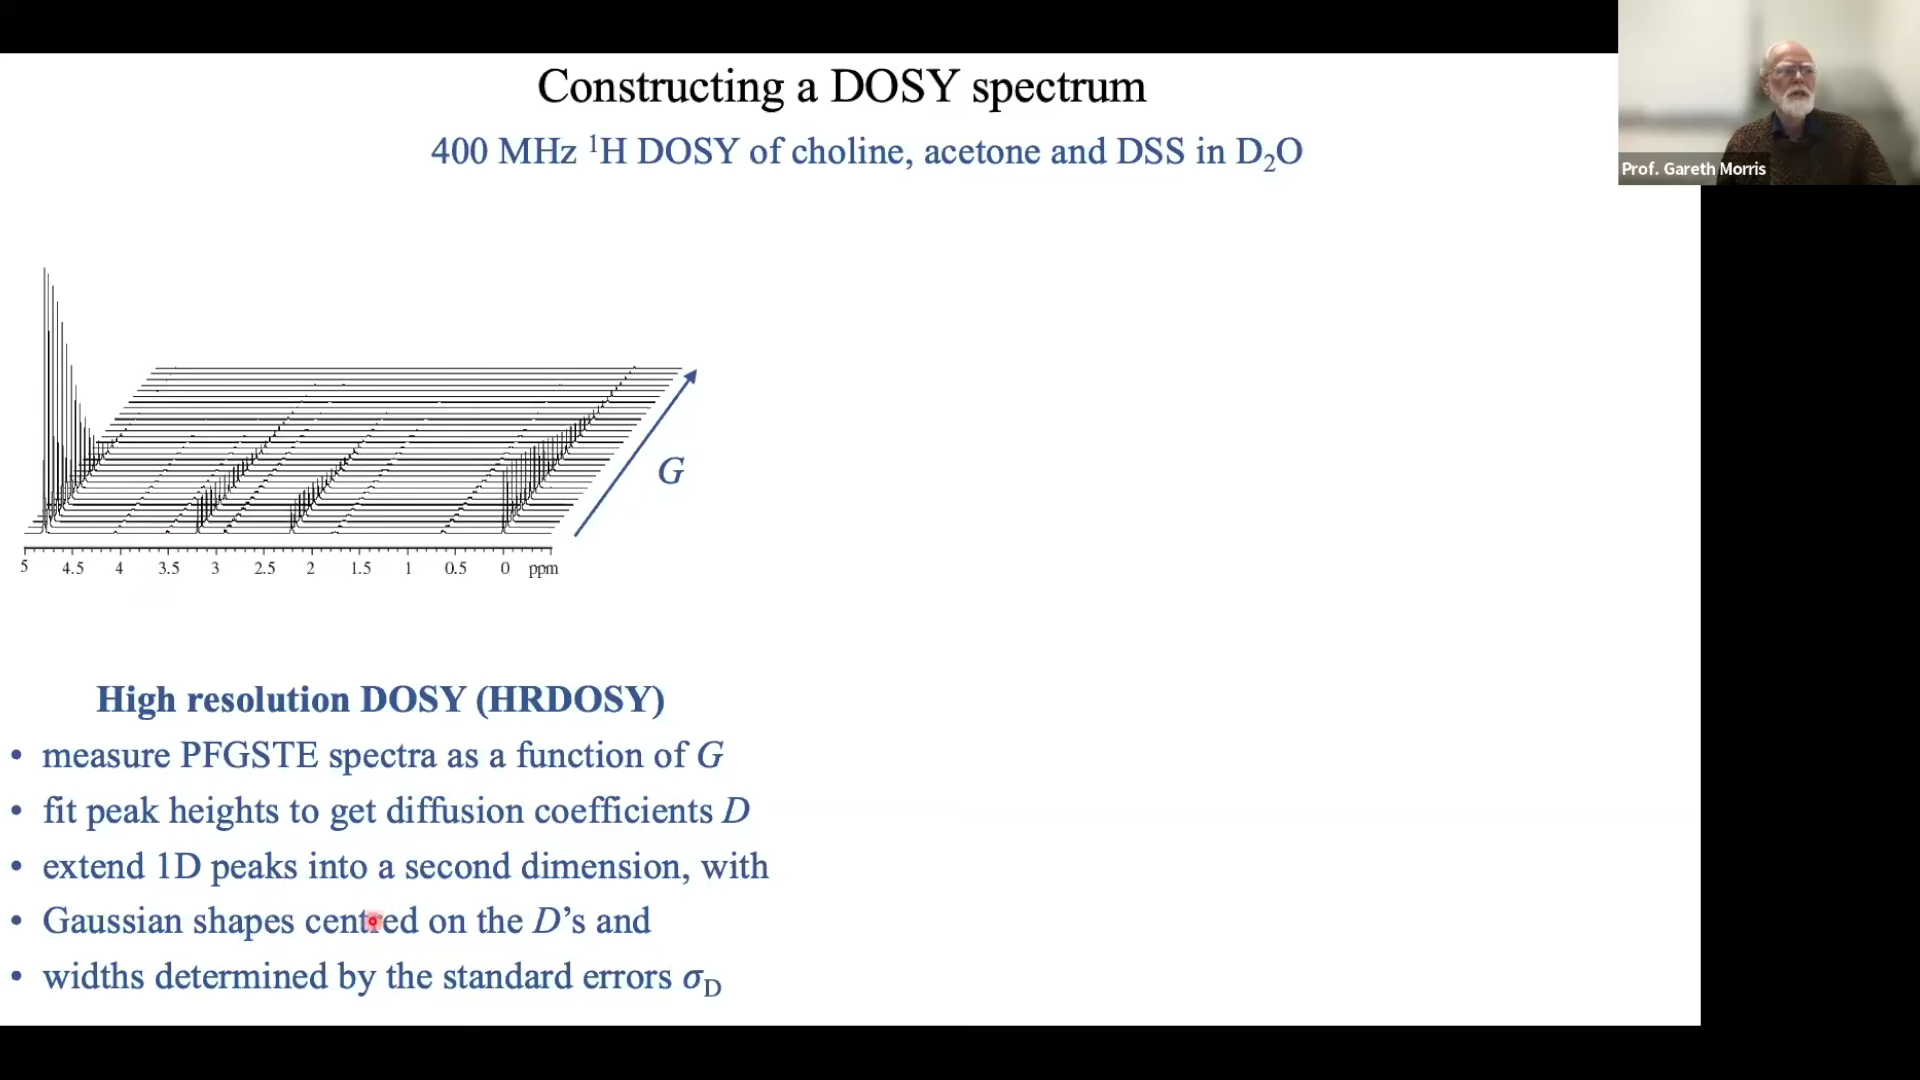 Constructing a DOSY spectrum
400 MHz ¹H DOSY of choline, acetone and DSS in D₂O
Prof. Gareth Morris
G
5 4.5 4 3.5 3 2.5 2 1.5 1 0.5 0 ppm
High resolution DOSY (HRDOSY)
• measure PFGSTE spectra as a function of G
• fit peak heights to get diffusion coefficients D
• extend 1D peaks into a second dimension, with
• Gaussian shapes centred on the D’s and
• widths determined by the standard errors σ_D